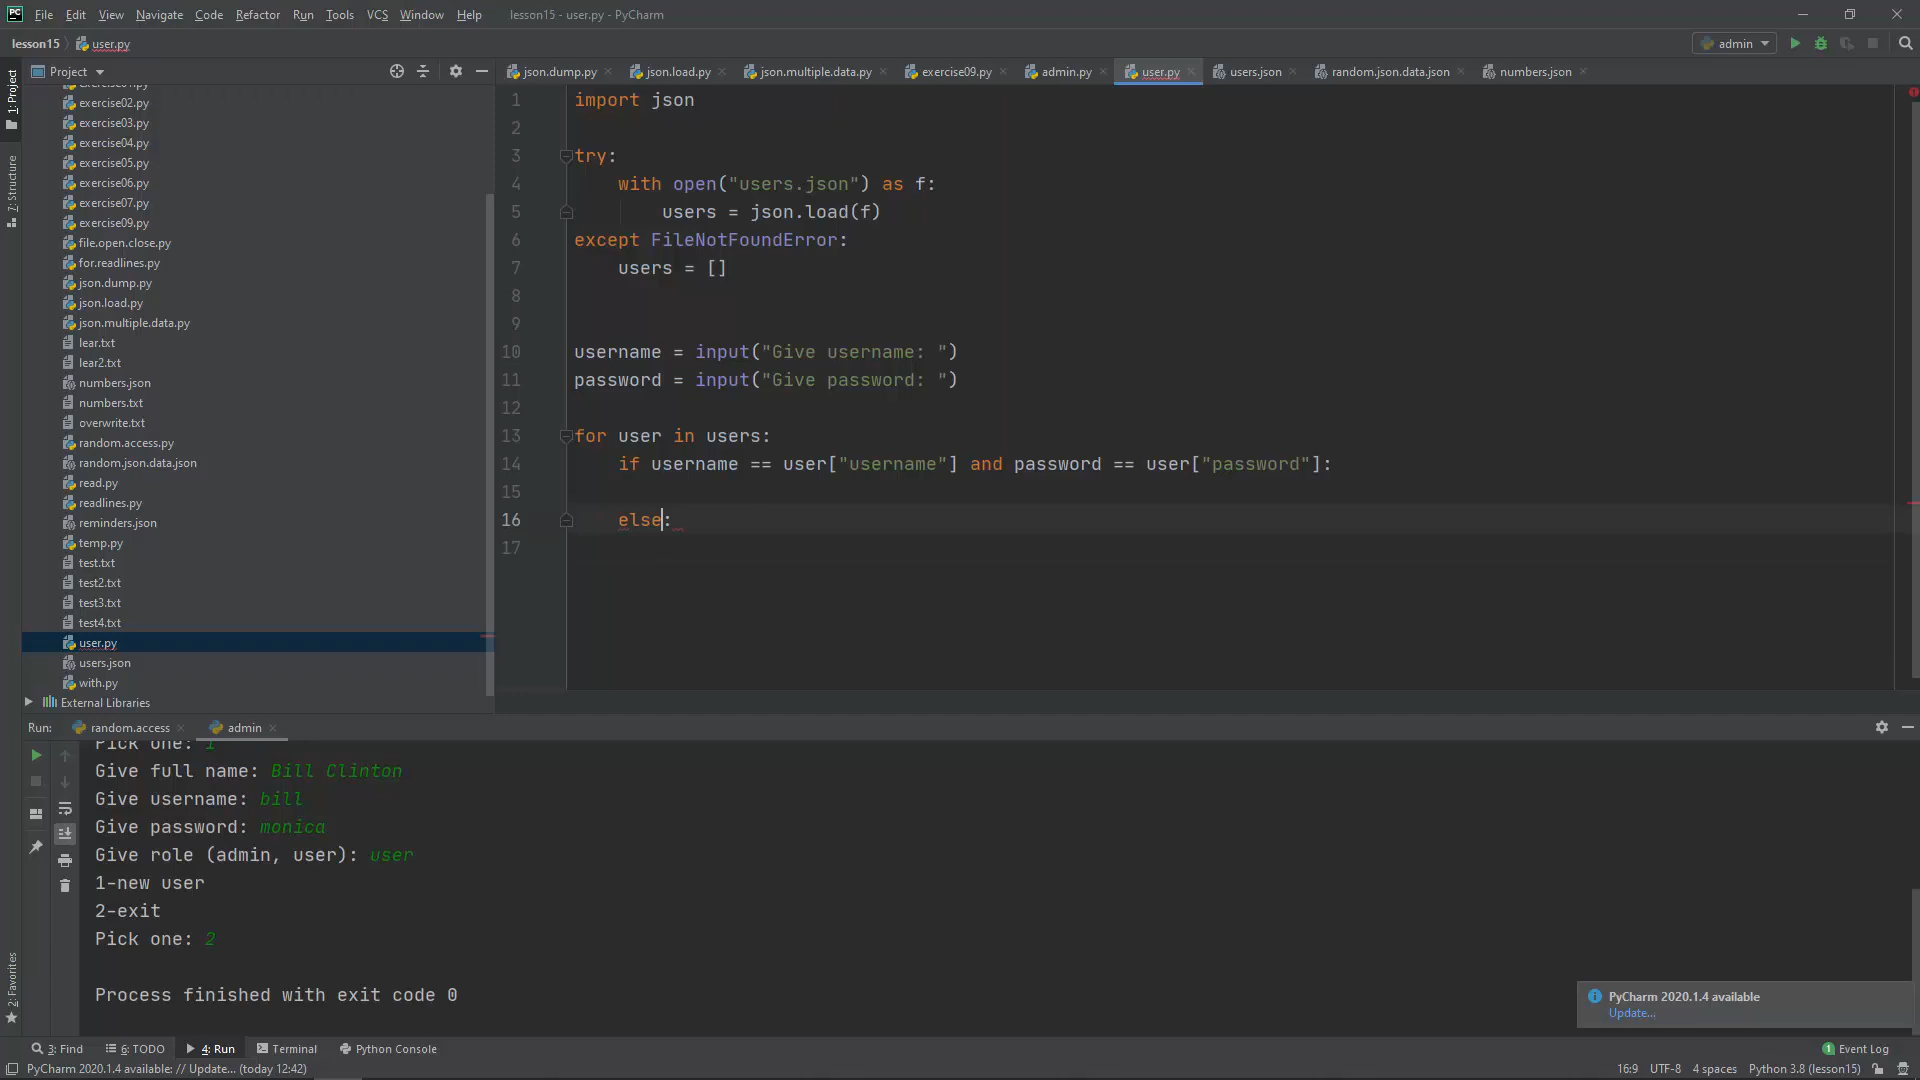 File Edit View Navigate Code Refactor Run Tools VCS Window Help lesson15 - user.py - PyCharm
lesson15 user.py admin
Project
json.dump.py json.load.py json.multiple.data.py exercise09.py admin.py user.py users.json random.json.data.json numbers.json
1: Project
7: Structure
2: Favorites
exercise02.py
exercise03.py
exercise04.py
exercise05.py
exercise06.py
exercise07.py
exercise09.py
file.open.close.py
for.readlines.py
json.dump.py
json.load.py
json.multiple.data.py
lear.txt
lear2.txt
numbers.json
numbers.txt
overwrite.txt
random.access.py
random.json.data.json
read.py
readlines.py
reminders.json
temp.py
test.txt
test2.txt
test3.txt
test4.txt
user.py
users.json
with.py
External Libraries
1 import json
2
3 try:
4 with open("users.json") as f:
5 users = json.load(f)
6 except FileNotFoundError:
7 users = []
8
9
10 username = input("Give username: ")
11 password = input("Give password: ")
12
13 for user in users:
14 if username == user["username"] and password == user["password"]:
15
16 else:
17
Run: random.access admin
Pick one: 1
Give full name: Bill Clinton
Give username: bill
Give password: monica
Give role (admin, user): user
1-new user
2-exit
Pick one: 2
Process finished with exit code 0
PyCharm 2020.1.4 available
Update...
3: Find 6: TODO 4: Run Terminal Python Console 1 Event Log
PyCharm 2020.1.4 available: // Update... (today 12:42) 16:9 UTF-8 4 spaces Python 3.8 (lesson15)